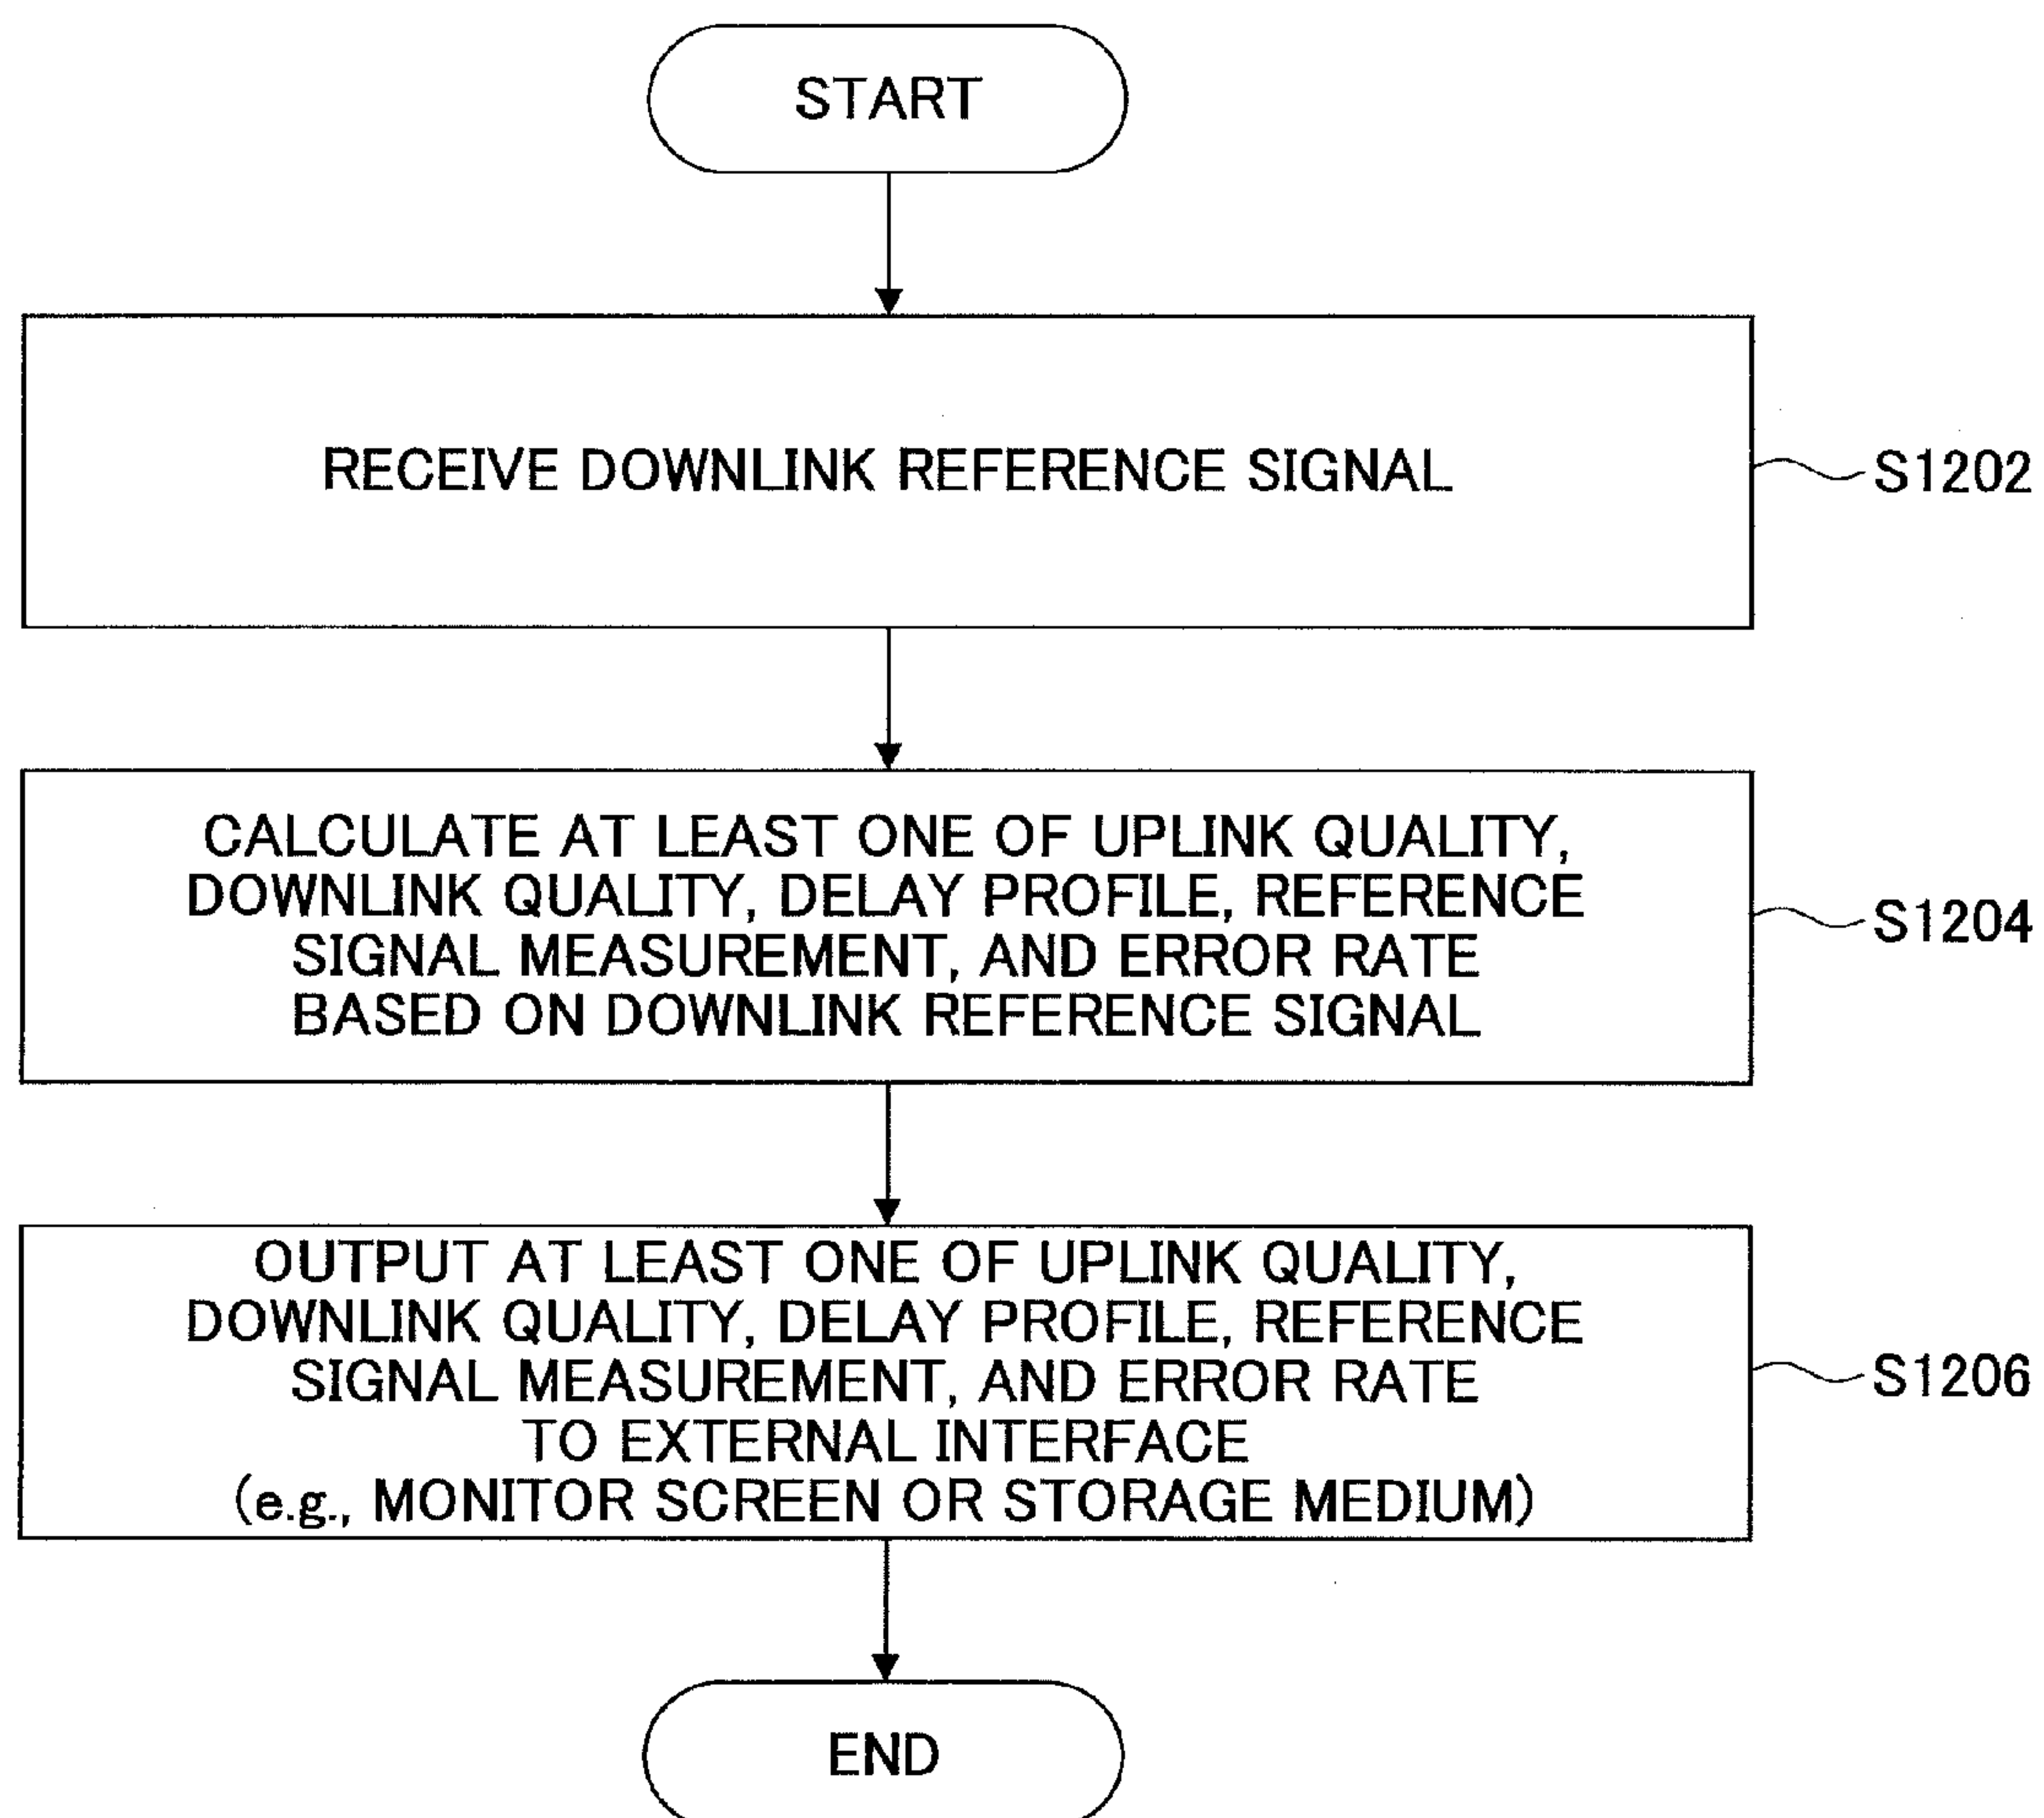 START
RECEIVE DOWNLINK REFERENCE SIGNAL
S1202
CALCULATE AT LEAST ONE OF UPLINK QUALITY,
DOWNLINK QUALITY, DELAY PROFILE, REFERENCE
SIGNAL MEASUREMENT, AND ERROR RATE
BASED ON DOWNLINK REFERENCE SIGNAL
S1204
OUTPUT AT LEAST ONE OF UPLINK QUALITY,
DOWNLINK QUALITY, DELAY PROFILE, REFERENCE
SIGNAL MEASUREMENT, AND ERROR RATE
TO EXTERNAL INTERFACE
(e.g., MONITOR SCREEN OR STORAGE MEDIUM)
S1206
END